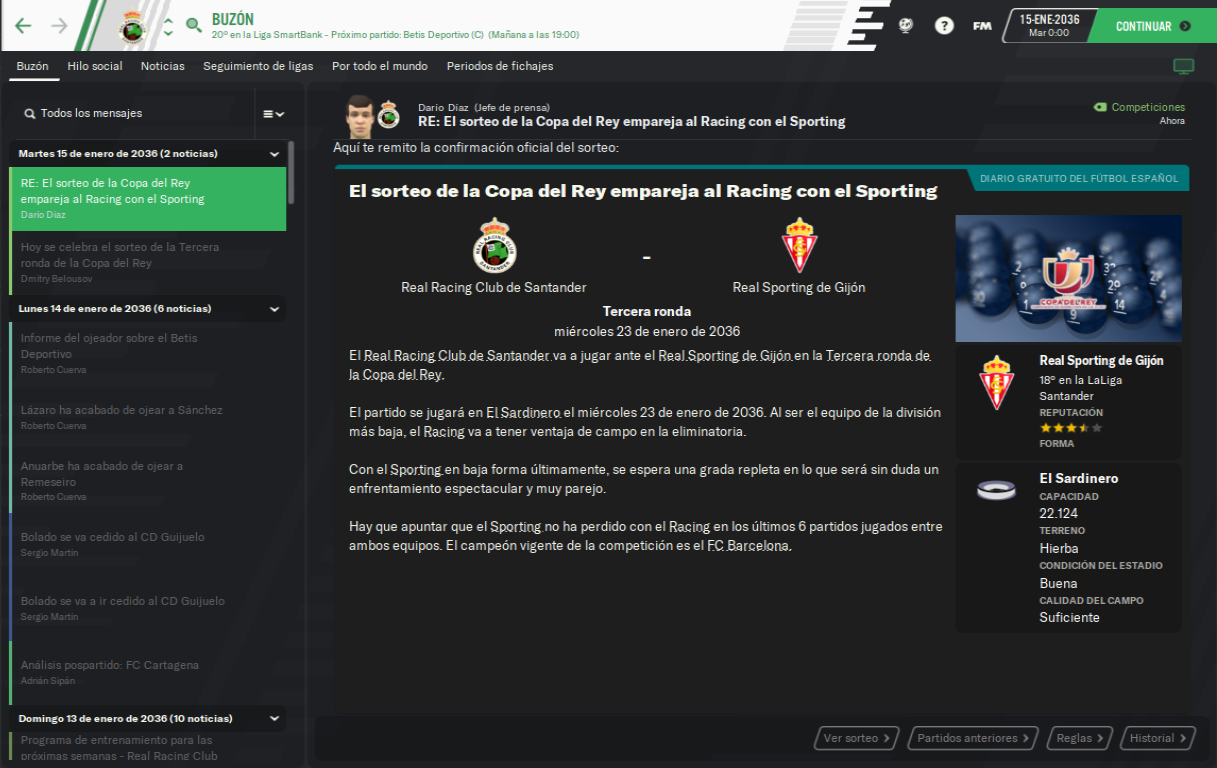 BUZÓN
20º en la Liga SmartBank - Próximo partido: Betis Deportivo (C) (Mañana a las 19:00)
?
FM
15-ENE-2036
Mar 0:00
CONTINUAR
Buzón
Hilo social
Noticias
Seguimiento de ligas
Por todo el mundo
Periodos de fichajes
Todos los mensajes
Martes 15 de enero de 2036 (2 noticias)
RE: El sorteo de la Copa del Rey
empareja al Racing con el Sporting
Darío Díaz
Hoy se celebra el sorteo de la Tercera
ronda de la Copa del Rey
Dmitry Belousov
Lunes 14 de enero de 2036 (6 noticias)
Informe del ojeador sobre el Betis
Deportivo
Roberto Cuerva
Lázaro ha acabado de ojear a Sánchez
Roberto Cuerva
Anuarbe ha acabado de ojear a
Remeseiro
Roberto Cuerva
Bolado se va cedido al CD Guijuelo
Sergio Martín
Bolado se va a ir cedido al CD Guijuelo
Sergio Martín
Análisis pospartido: FC Cartagena
Adrián Sipán
Domingo 13 de enero de 2036 (10 noticias)
Programa de entrenamiento para las
próximas semanas - Real Racing Club
Darío Díaz (Jefe de prensa)
RE: El sorteo de la Copa del Rey empareja al Racing con el Sporting
Competiciones
Ahora
Aquí te remito la confirmación oficial del sorteo:
DIARIO GRATUITO DEL FÚTBOL ESPAÑOL
El sorteo de la Copa del Rey empareja al Racing con el Sporting
REAL RACING CLUB
SANTANDER
-
Real Racing Club de Santander
Real Sporting de Gijón
Tercera ronda
miércoles 23 de enero de 2036
El Real Racing Club de Santander va a jugar ante el Real Sporting de Gijón en la Tercera ronda de
la Copa del Rey.
El partido se jugará en El Sardinero el miércoles 23 de enero de 2036. Al ser el equipo de la división
más baja, el Racing va a tener ventaja de campo en la eliminatoria.
Con el Sporting en baja forma últimamente, se espera una grada repleta en lo que será sin duda un
enfrentamiento espectacular y muy parejo.
Hay que apuntar que el Sporting no ha perdido con el Racing en los últimos 6 partidos jugados entre
ambos equipos. El campeón vigente de la competición es el FC Barcelona.
COPA DEL REY
Real Sporting de Gijón
18º en la LaLiga
Santander
REPUTACIÓN
FORMA
El Sardinero
CAPACIDAD
22.124
TERRENO
Hierba
CONDICIÓN DEL ESTADIO
Buena
CALIDAD DEL CAMPO
Suficiente
Ver sorteo
Partidos anteriores
Reglas
Historial